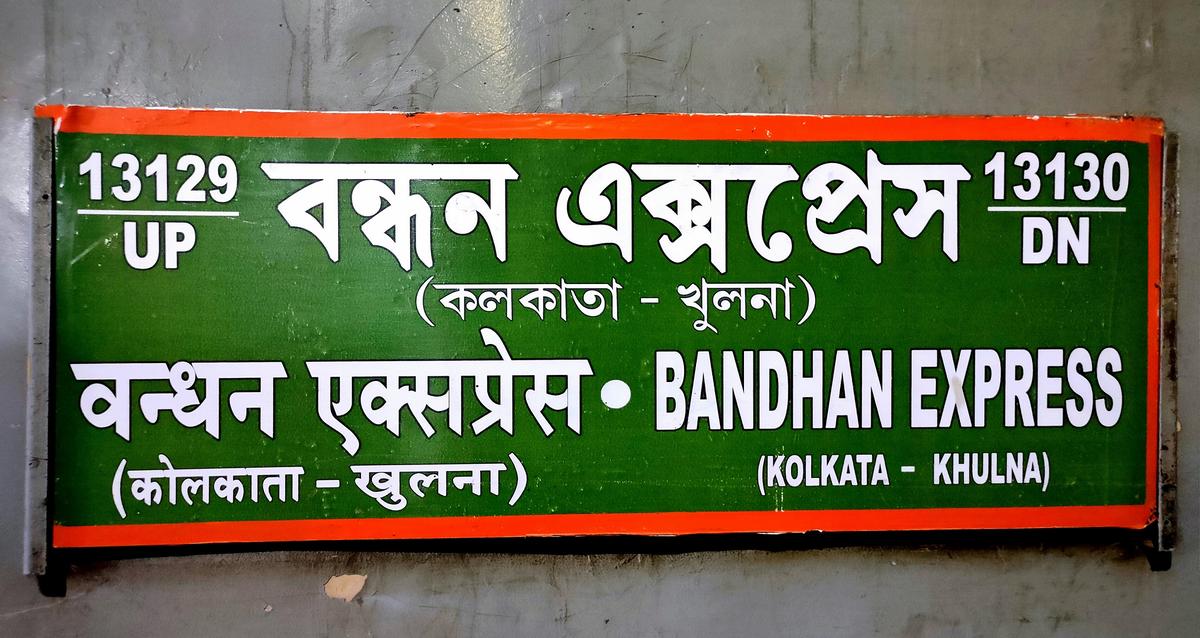 13129 বন্ধন এক্সপ্রেস 13130
UP DN
(কলকাতা - খুলনা)
वन्धन एक्सप्रेस • BANDHAN EXPRESS
(कोलकाता - खुलना) (KOLKATA - KHULNA)